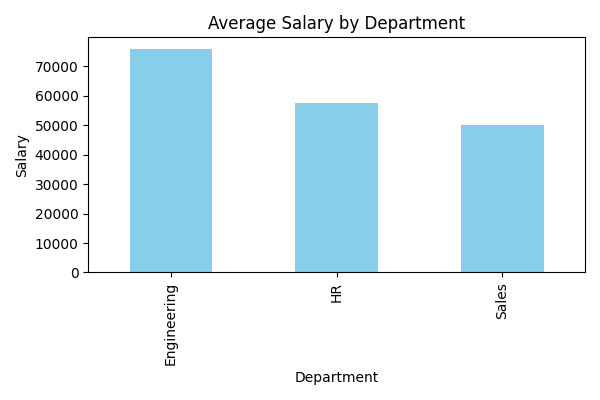 Average Salary by Department
Salary
70000
60000
50000
40000
30000
20000
10000
0
Engineering
HR
Sales
Department